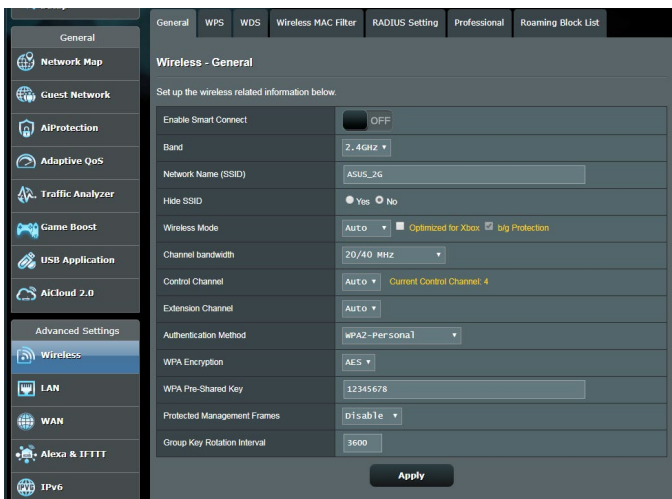 General WPS WDS Wireless MAC Filter RADIUS Setting Professional Roaming Block List
General
Network Map
Guest Network
AiProtection
Adaptive QoS
Traffic Analyzer
Game Boost
USB Application
AiCloud 2.0
Advanced Settings
Wireless
LAN
WAN
Alexa & IFTTT
IPv6
Wireless - General
Set up the wireless related information below.
Enable Smart Connect OFF
Band 2.4GHz
Network Name (SSID) ASUS_2G
Hide SSID Yes No
Wireless Mode Auto Optimized for Xbox b/g Protection
Channel bandwidth 20/40 MHz
Control Channel Auto Current Control Channel: 4
Extension Channel Auto
Authentication Method WPA2-Personal
WPA Encryption AES
WPA Pre-Shared Key 12345678
Protected Management Frames Disable
Group Key Rotation Interval 3600
Apply